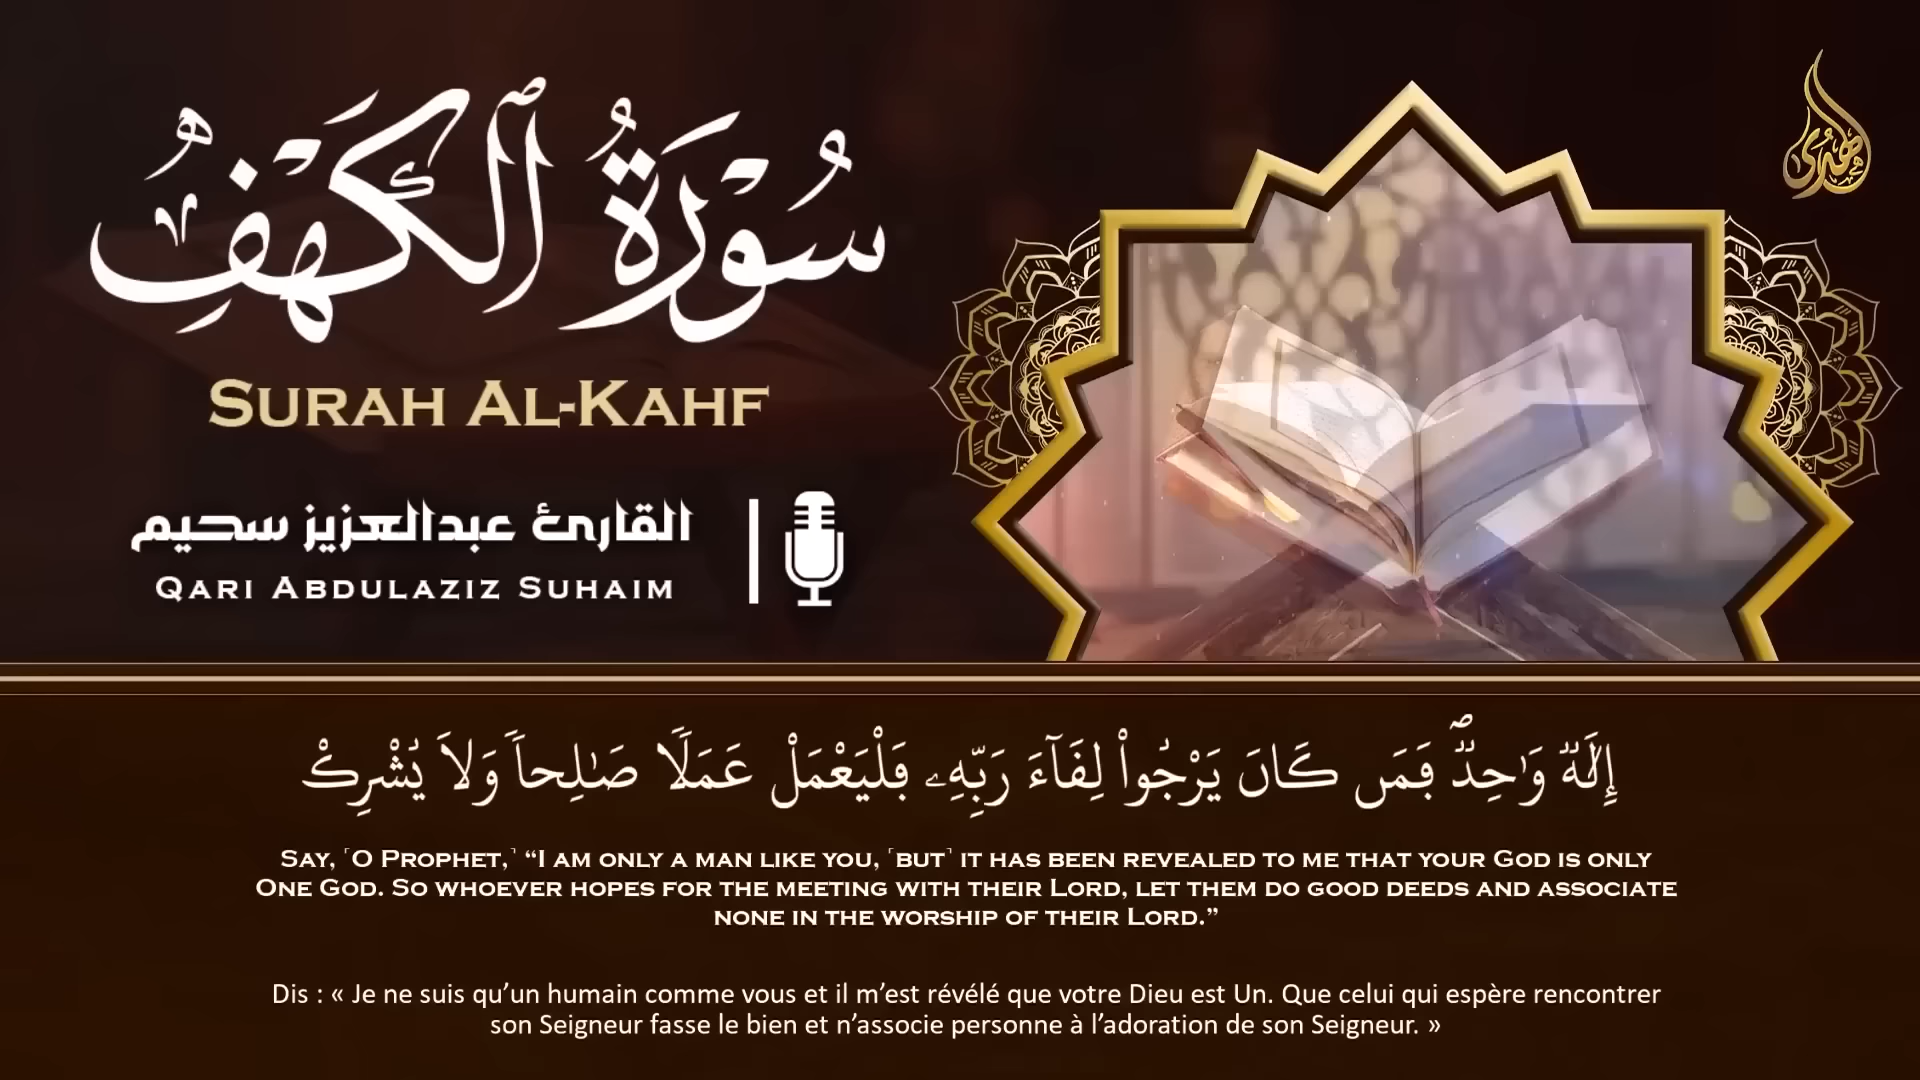 سُوْرَةُ ٱلْكَهْفِ
SURAH AL-KAHF
القارئ عبدالعزيز سحيم
QARI ABDULAZIZ SUHAIM
الهدى
إِلَٰهٞ وَٰحِدٞۖ فَمَن كَانَ يَرْجُواْ لِقَآءَ رَبِّهِۦ فَلْيَعْمَلْ عَمَلٗا صَٰلِحاٗ وَلَا يُشْرِكْ
SAY, ˹O PROPHET,˺ “I AM ONLY A MAN LIKE YOU, ˹BUT˺ IT HAS BEEN REVEALED TO ME THAT YOUR GOD IS ONLY
ONE GOD. SO WHOEVER HOPES FOR THE MEETING WITH THEIR LORD, LET THEM DO GOOD DEEDS AND ASSOCIATE
NONE IN THE WORSHIP OF THEIR LORD.”
Dis : « Je ne suis qu’un humain comme vous et il m’est révélé que votre Dieu est Un. Que celui qui espère rencontrer
son Seigneur fasse le bien et n’associe personne à l’adoration de son Seigneur. »